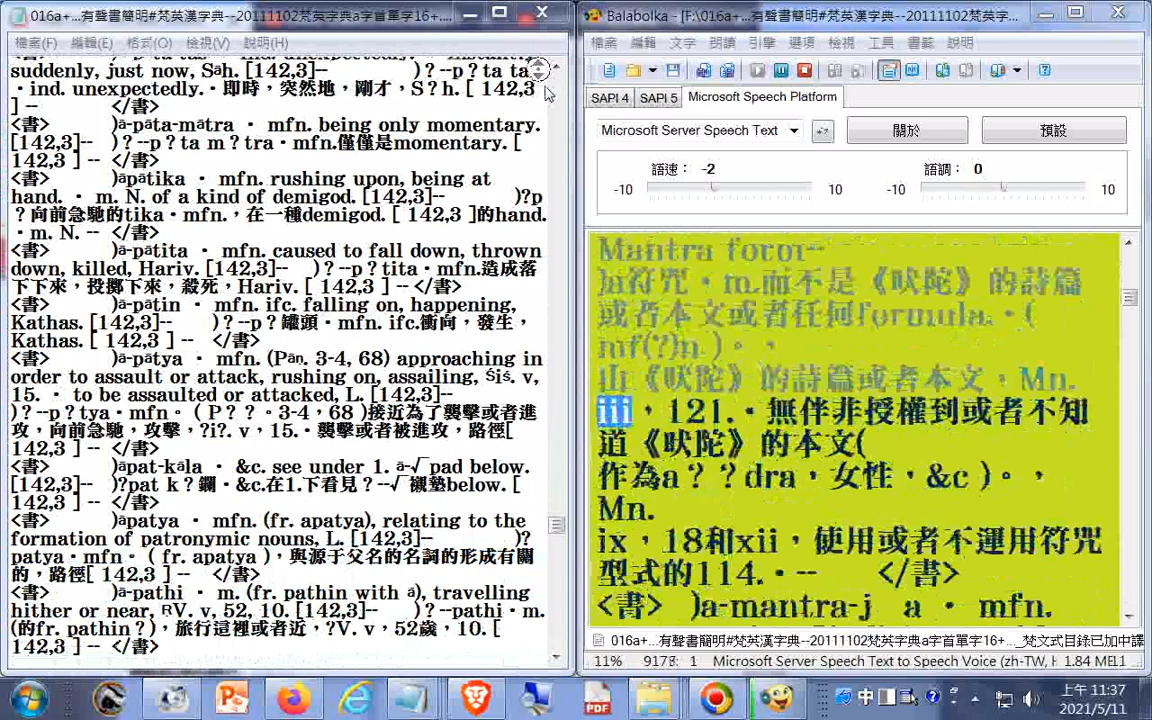 016a+...有聲書簡明#梵英漢字典--20111102梵英字典a字首單字16+...
檔案(F) 編輯(E) 格式(O) 檢視(V) 說明(H)
suddenly, just now, Sāh. [142,3]-- )?--p?ta ta
‧ind. unexpectedly.‧即時，突然地，剛才，S?h. [ 142,3
] -- </書>
<書> )ā-pāta-mātra ‧ mfn. being only momentary.
[142,3]-- )?--p?ta m?tra‧mfn.僅僅是momentary. [
142,3 ] -- </書>
<書> )āpātika ‧ mfn. rushing upon, being at
hand. ‧ m. N. of a kind of demigod. [142,3]-- )?p
?向前急馳的tika‧mfn.，在一種demigod. [ 142,3 ]的hand.
‧m. N. -- </書>
<書> )ā-pātita ‧ mfn. caused to fall down, thrown
down, killed, Hariv. [142,3]-- )?--p?tita‧mfn.造成落
下下來，投擲下來，殺死，Hariv. [ 142,3 ]-- </書>
<書> )ā-pātin ‧ mfn. ifc. falling on, happening,
Kathas. [142,3]-- )?--p?罐頭‧mfn. ifc.衝向，發生，
Kathas. [ 142,3 ] -- </書>
<書> )ā-pātya ‧ mfn. (Pāṇ. 3-4, 68) approaching in
order to assault or attack, rushing on, assailing, Śiś. v,
15. ‧ to be assaulted or attacked, L. [142,3]--
)?--p?tya‧mfn。( P??。3-4，68 )接近為了襲擊或者進
攻，向前急馳，攻擊，?i?. v，15.‧襲擊或者被進攻，路徑[
142,3 ] -- </書>
<書> )āpat-kāla ‧ &c. see under 1. ā-√pad below.
[142,3]-- )?pat k?鑭‧&c.在1.下看見?--√襯墊below. [
142,3 ] -- </書>
<書> )āpatya ‧ mfn. (fr. apatya), relating to the
formation of patronymic nouns, L. [142,3]-- )?
patya‧mfn。( fr. apatya )，與源于父名的名詞的形成有關
的，路徑[ 142,3 ] -- </書>
<書> )ā-pathi ‧ m. (fr. pathin with ā), travelling
hither or near, RV. v, 52, 10. [142,3]-- )?--pathi‧m.
(的fr. pathin?)，旅行這裡或者近，?V. v，52歲，10. [
142,3 ] -- </書>
Balabolka - [F:\016a+...有聲書簡明#梵英漢字典--20111102梵英字...
檔案 編輯 文字 朗讀 引擎 選項 檢視 工具 書籤 說明
SAPI 4 SAPI 5 Microsoft Speech Platform
Microsoft Server Speech Text 關於 預設
語速： -2 語調： 0
-10 10 -10 10
)a符咒‧m.而不是《吠陀》的詩篇
或者本文或者任何formula.‧(
mf(?)n.)。，
由《吠陀》的詩篇或者本文，Mn.
iii，121.‧無伴非授權到或者不知
道《吠陀》的本文(
作為a??dra，女性，&c )。，
Mn.
ix，18和xii，使用或者不運用符咒
型式的114.‧-- </書>
<書> )a-mantra-j a ‧ mfn.
016a+...有聲書簡明#梵英漢字典--20111102梵英字典a字首單字16+..._梵文式目錄已加中譯
11% 9178: 1 Microsoft Server Speech Text to Speech Voice (zh-TW, H 1.84 MEL1
中
上午 11:37
2021/5/11